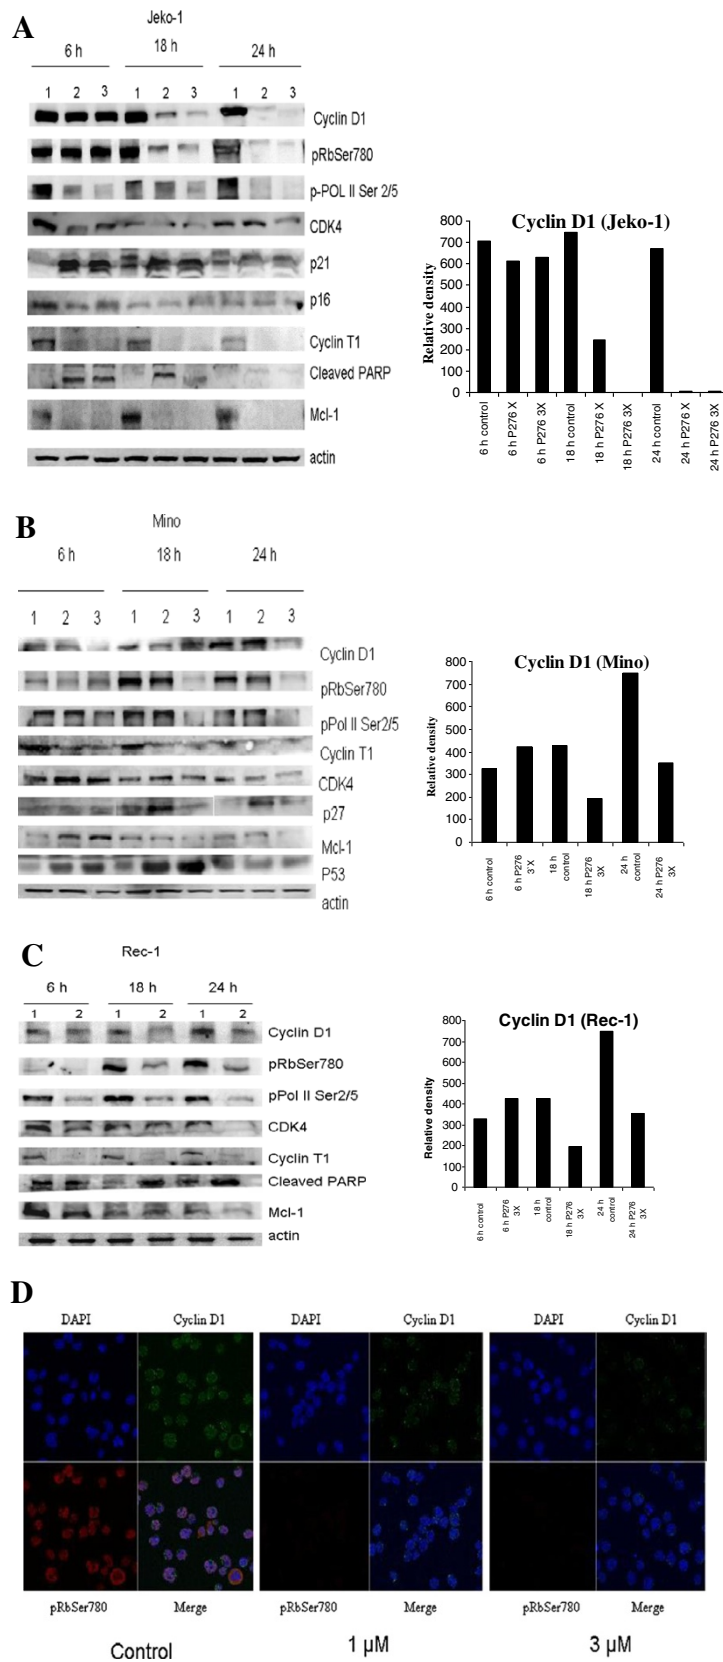 A
Jeko-1
6 h
18 h
24 h
1 2 3 1 2 3 1 2 3
Cyclin D1
pRbSer780
p-POL II Ser 2/5
CDK4
p21
p16
Cyclin T1
Cleaved PARP
Mcl-1
actin
Cyclin D1 (Jeko-1)
Relative density
800
700
600
500
400
300
200
100
0
6 h control
6 h P276 X
6 h P276 3X
18 h control
18 h P276 X
18 h P276 3X
24 h control
24 h P276 X
24 h P276 3X
B
Mino
6 h
18 h
24 h
1 2 3 1 2 3 1 2 3
Cyclin D1
pRbSer780
pPol II Ser2/5
Cyclin T1
CDK4
p27
Mcl-1
P53
actin
Cyclin D1 (Mino)
Relative density
800
700
600
500
400
300
200
100
0
6 h control
6 h P276
3`X
18 h
control
18 h P276
3X
24 h
control
24 h P276
3X
C
Rec-1
6 h
18 h
24 h
1 2 1 2 1 2
Cyclin D1
pRbSer780
pPol II Ser2/5
CDK4
Cyclin T1
Cleaved PARP
Mcl-1
actin
Cyclin D1 (Rec-1)
Relative density
800
700
600
500
400
300
200
100
0
6 h control
6 h P276
3X
18 h
control
18 h P276
3X
24 h
control
24 h P276
3X
D
DAPI Cyclin D1 DAPI Cyclin D1 DAPI Cyclin D1
pRbSer780 Merge pRbSer780 Merge pRbSer780 Merge
Control 1 µM 3 µM